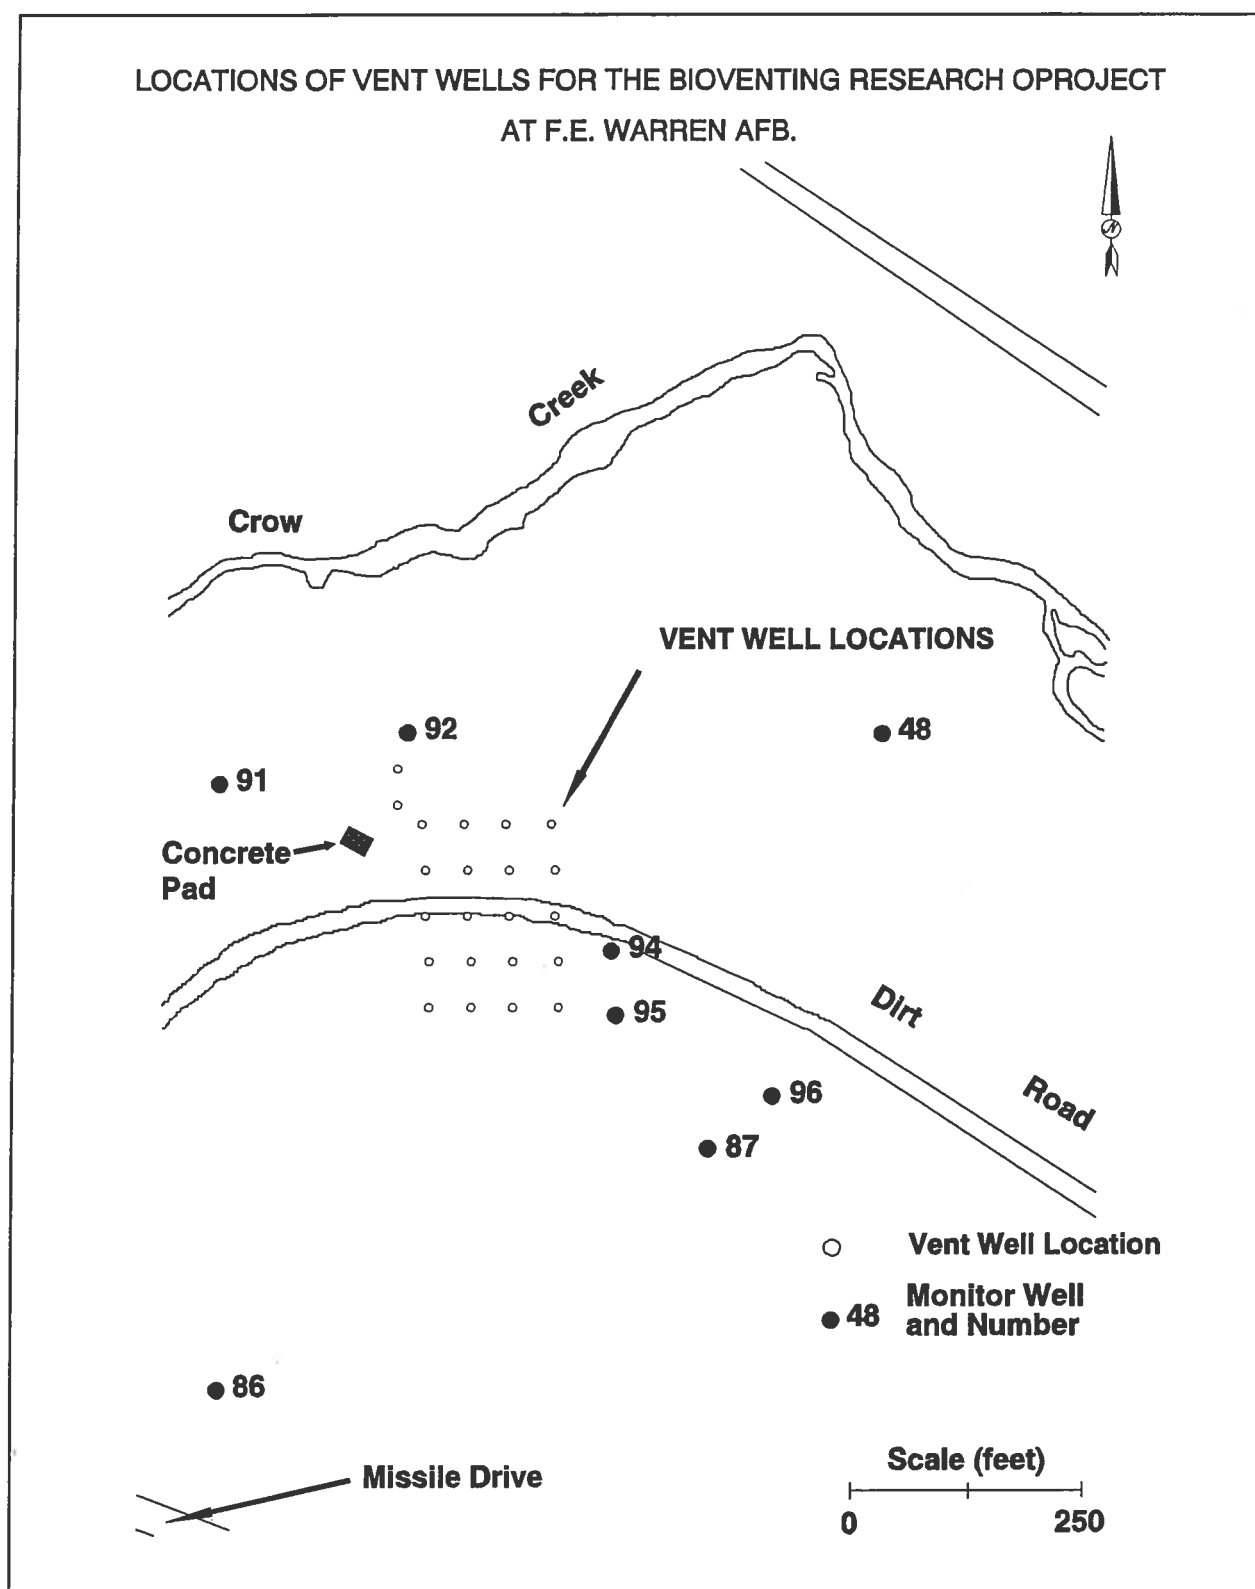 LOCATIONS OF VENT WELLS FOR THE BIOVENTING RESEARCH OPROJECT
AT F.E. WARREN AFB.
N
Creek
Crow
VENT WELL LOCATIONS
92
48
91
Concrete
Pad
94
95
Dirt
Road
96
87
Vent Well Location
48
Monitor Well
and Number
86
Scale (feet)
Missile Drive
0
250